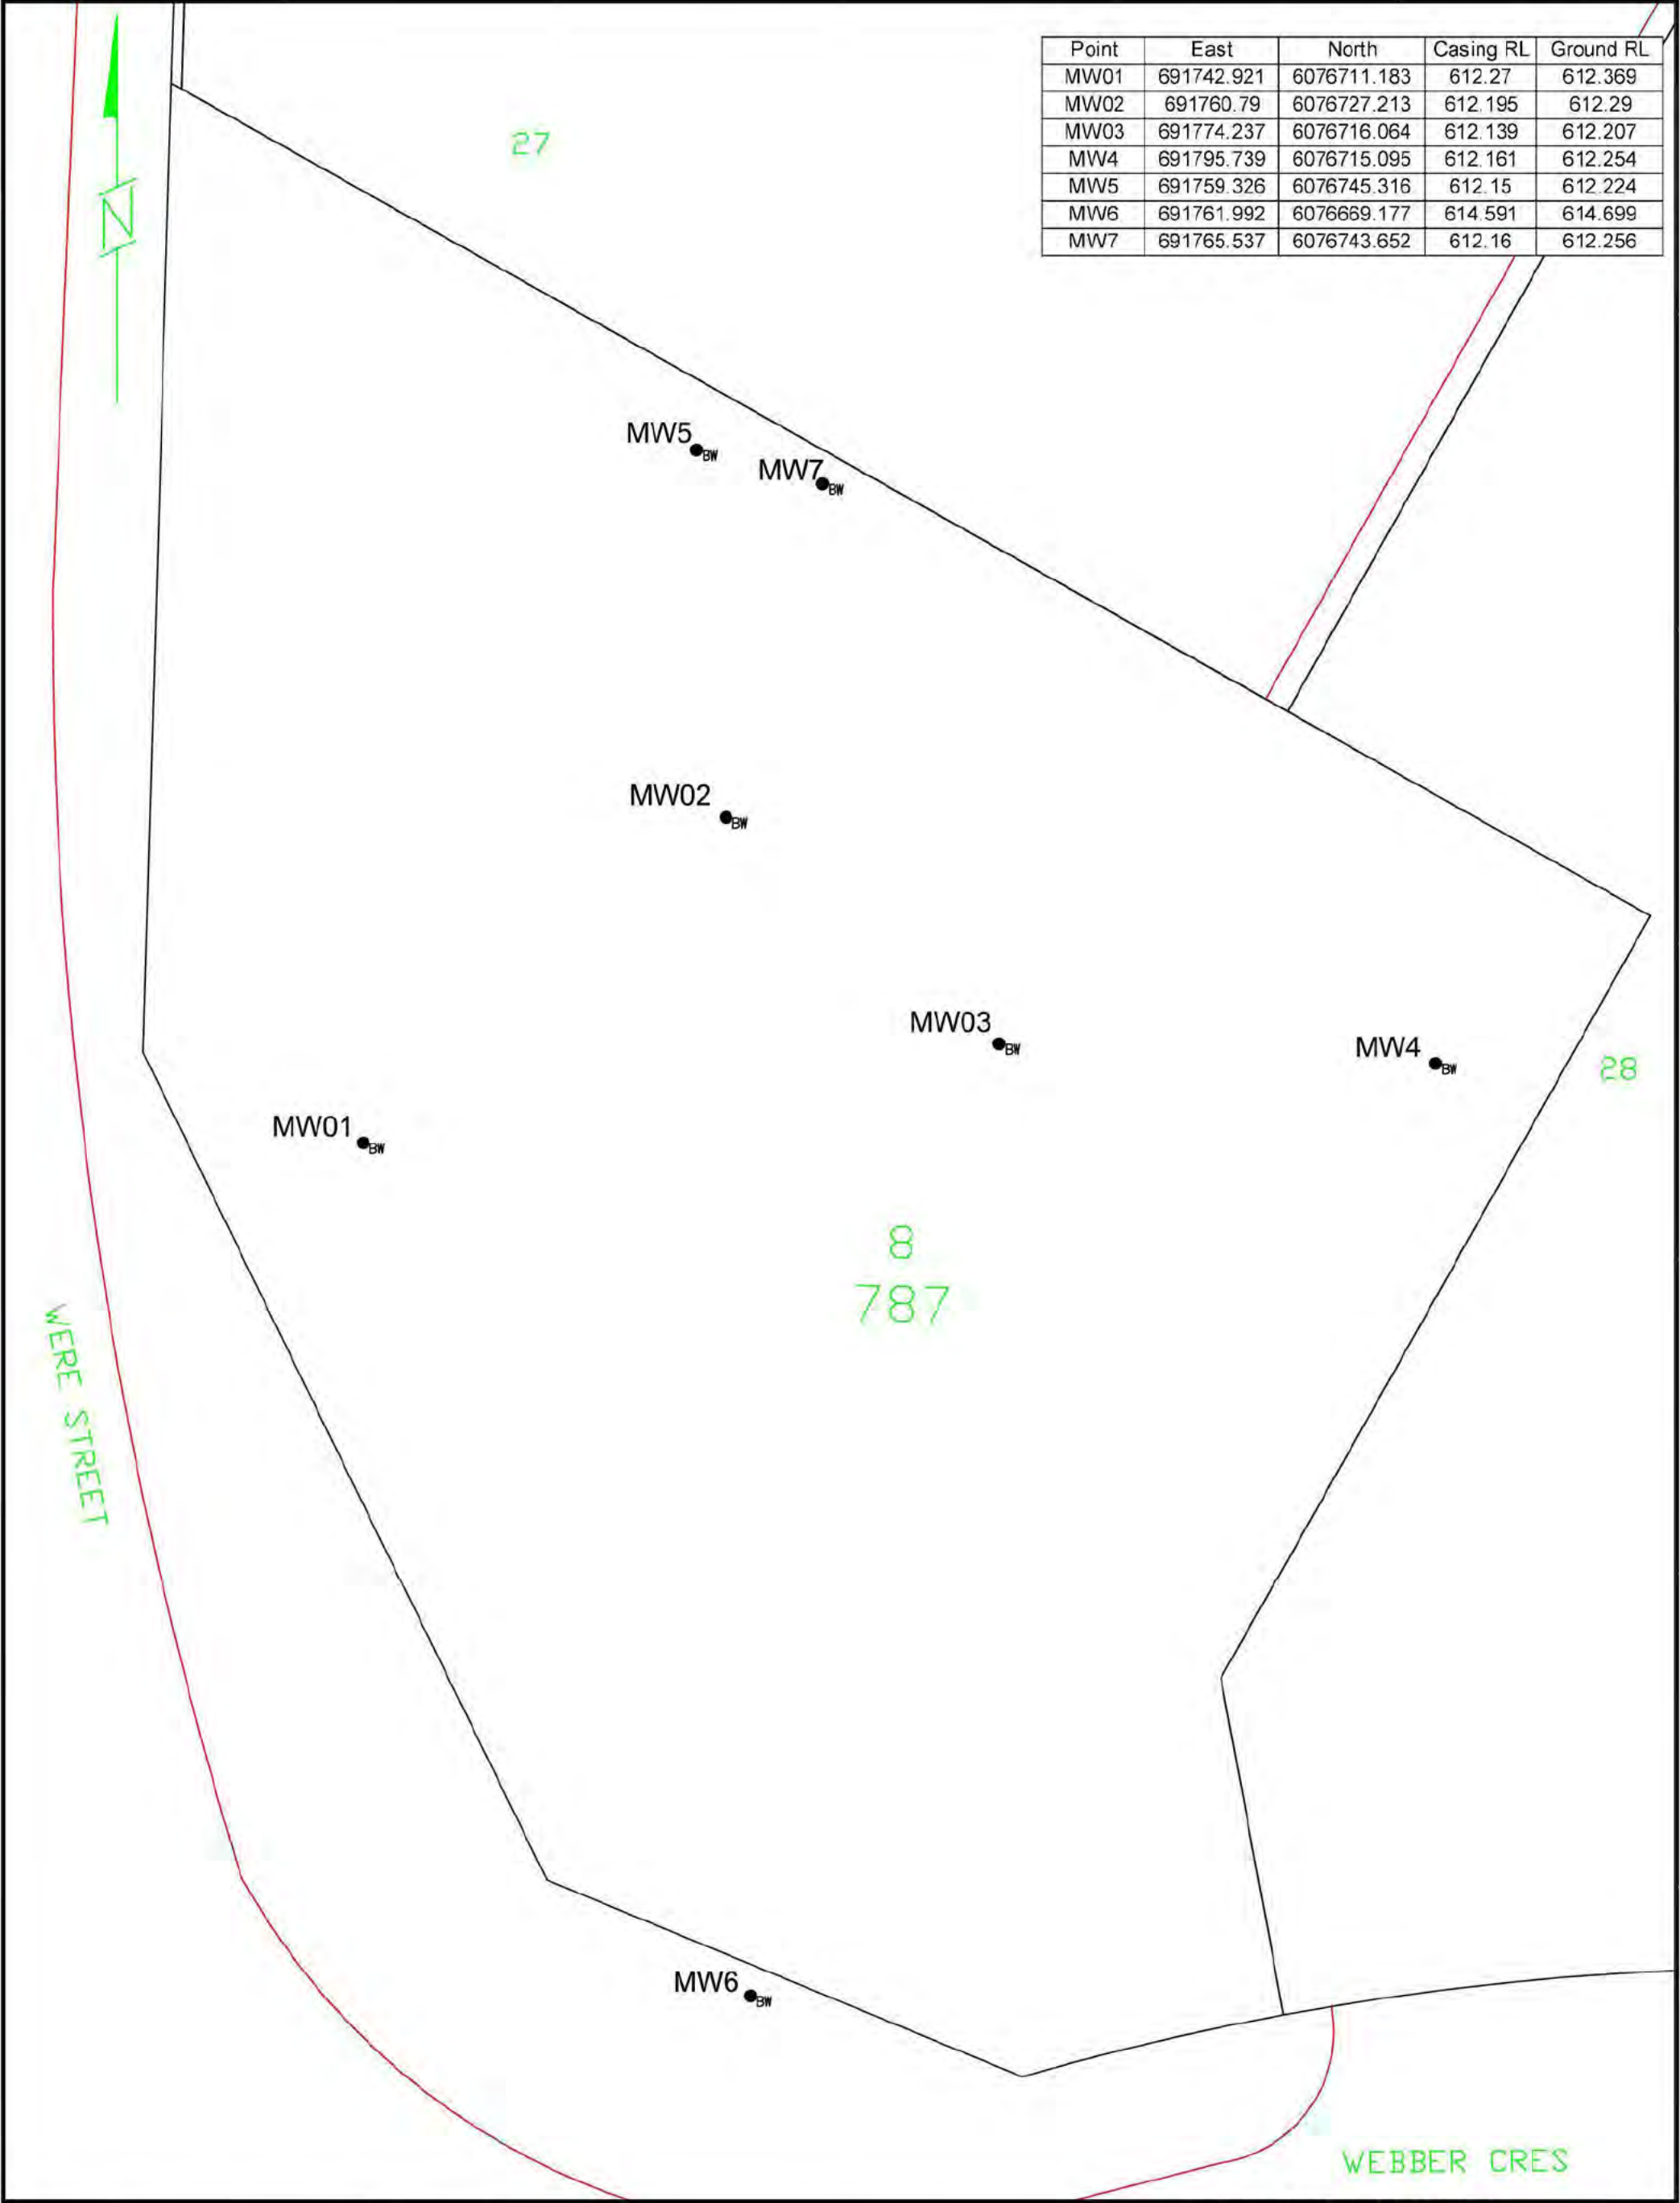 Point East North Casing RL Ground RL
MW01 691742.921 6076711.183 612.27 612.369
MW02 691760.79 6076727.213 612.195 612.29
MW03 691774.237 6076716.064 612.139 612.207
MW4 691795.739 6076715.095 612.161 612.254
MW5 691759.326 6076745.316 612.15 612.224
MW6 691761.992 6076669.177 614.591 614.699
MW7 691765.537 6076743.652 612.16 612.256
27
N
MW5
BW
MW7
BW
MW02
BW
MW03
BW
MW4
BW
28
MW01
BW
8
787
WERE STREET
MW6
BW
WEBBER CRES